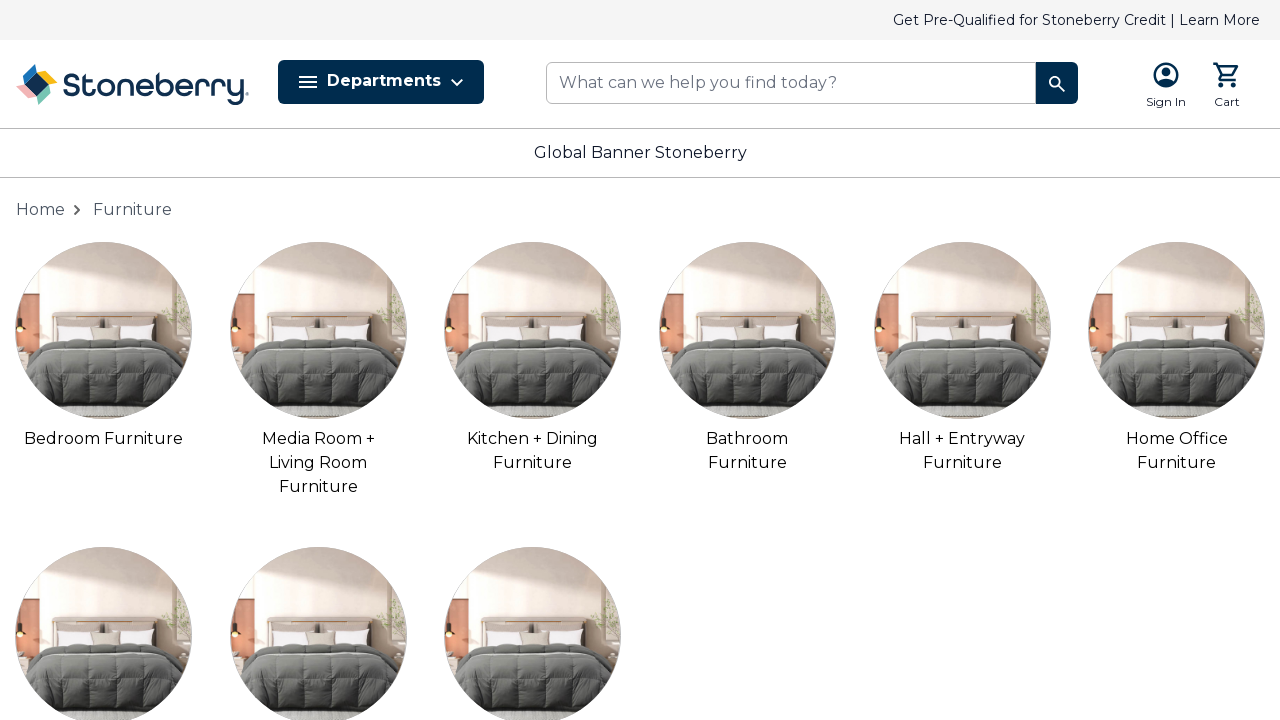 Get Pre-Qualified for Stoneberry Credit | Learn More
Stoneberry
Departments
What can we help you find today?
Sign In
Cart
Global Banner Stoneberry
Home
Furniture
Bedroom Furniture
Media Room +
Living Room
Furniture
Kitchen + Dining
Furniture
Bathroom
Furniture
Hall + Entryway
Furniture
Home Office
Furniture